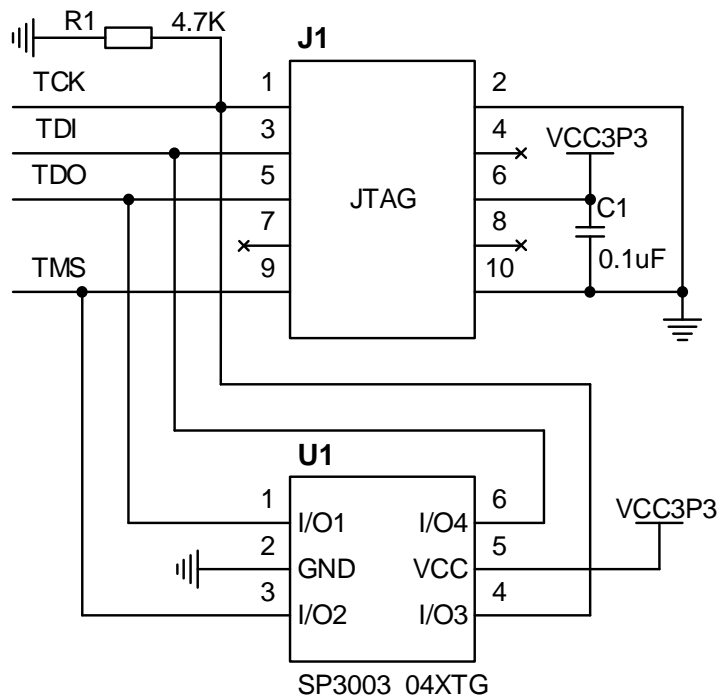 R1 4.7K
J1
TCK 1 2
TDI 3 4 VCC3P3
TDO 5 6
JTAG
C1
7 8
0.1uF
TMS 9 10
U1
1 I/O1 I/O4 6
VCC3P3
2 GND VCC 5
3 I/O2 I/O3 4
SP3003_04XTG